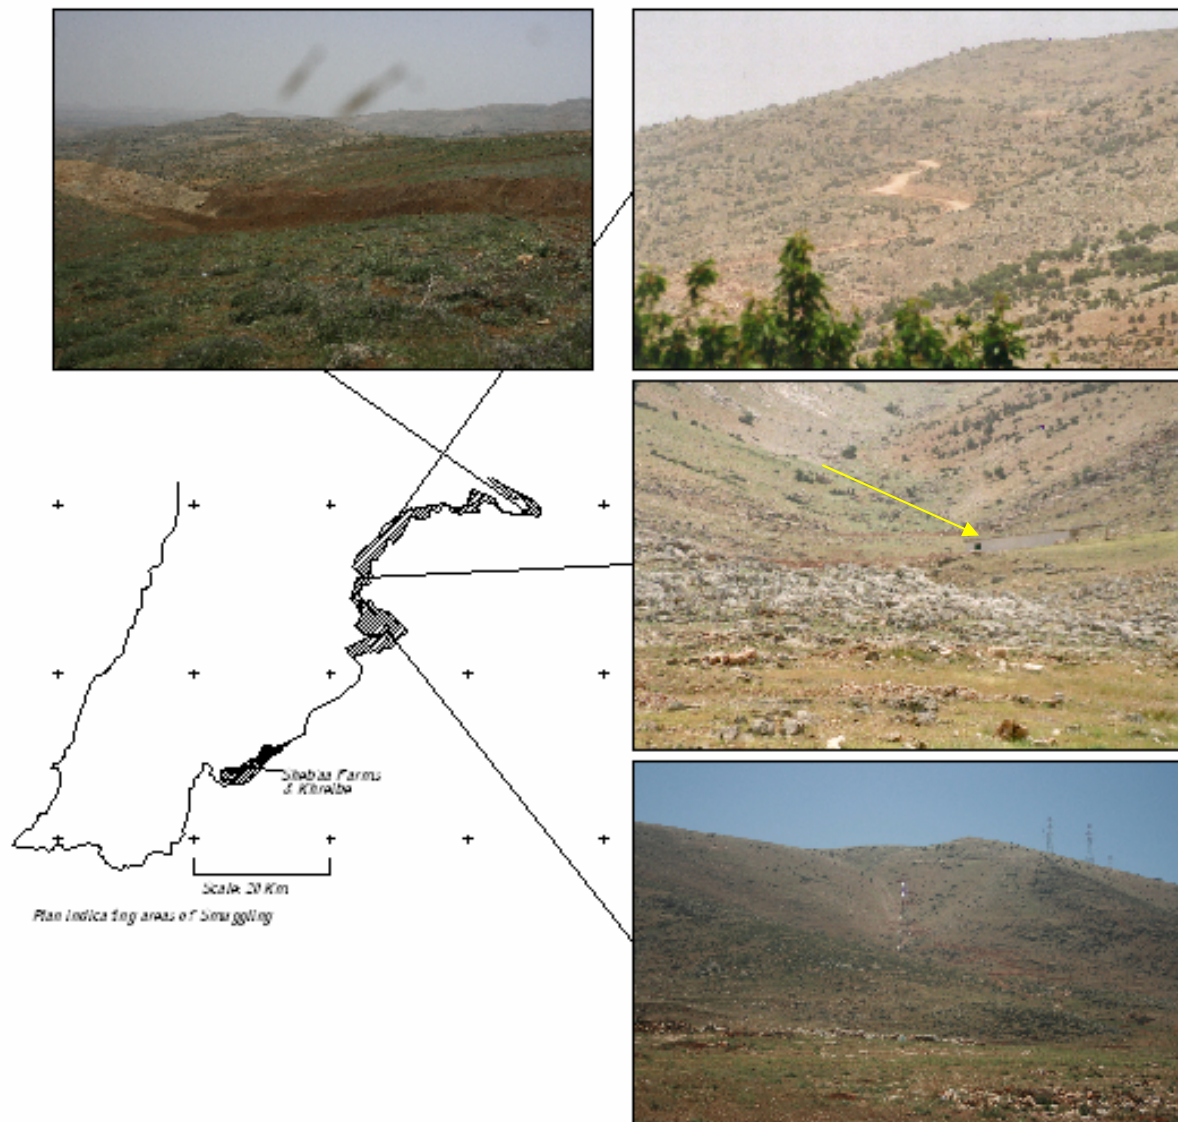 Shebaa Farms
& Khreibe
Scale: 20 Km
Plan indicating areas of Smuggling